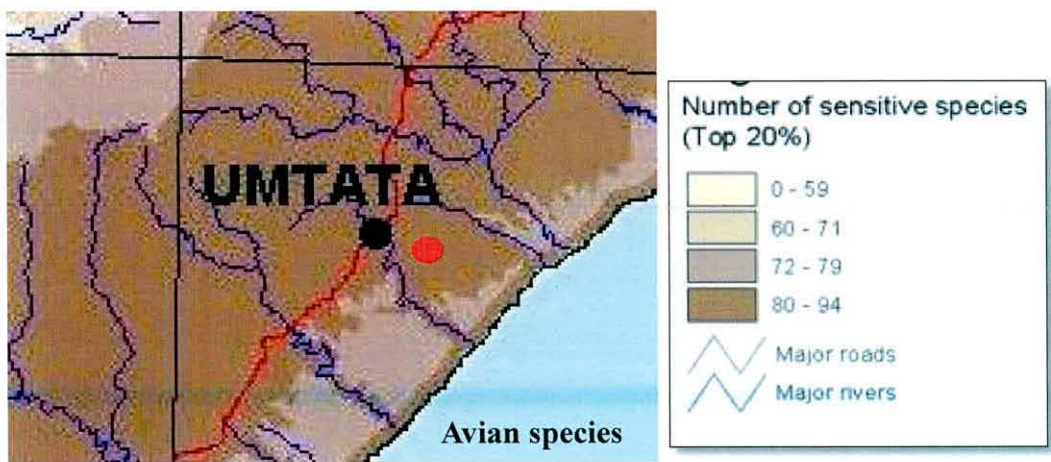 UMTATA
Avian species
Number of sensitive species
(Top 20%)
0 - 59
60 - 71
72 - 79
80 - 94
Major roads
Major rivers